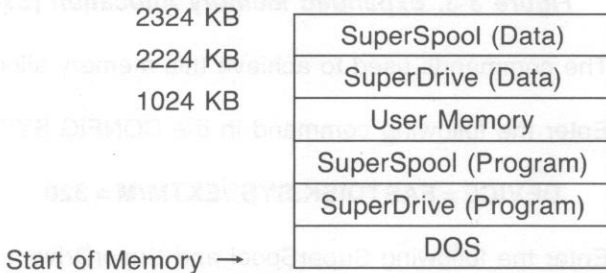 2324 KB
SuperSpool (Data)
2224 KB
SuperDrive (Data)
1024 KB
User Memory
SuperSpool (Program)
SuperDrive (Program)
DOS
Start of Memory →